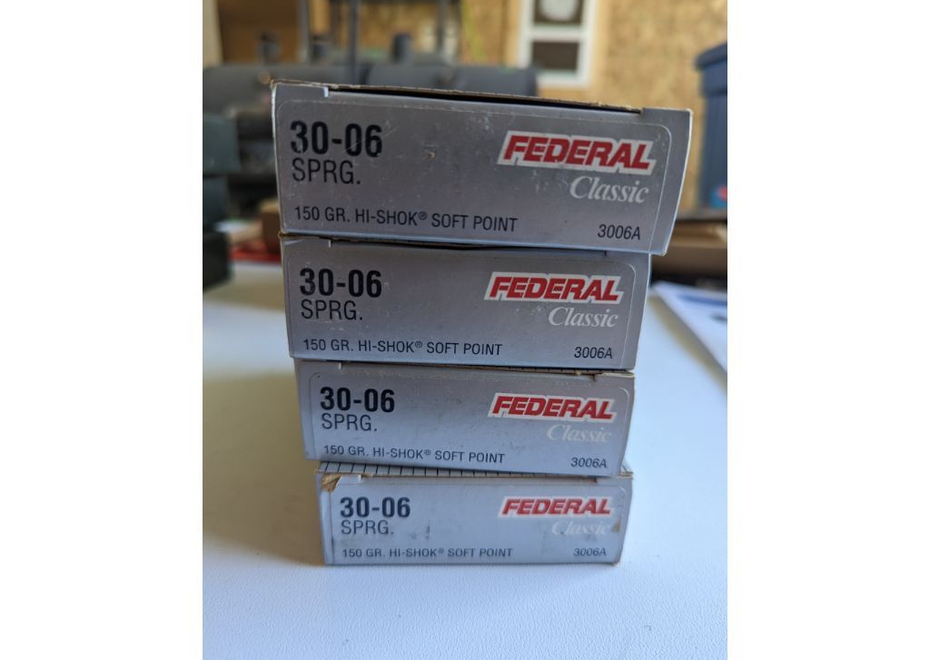 30-06
SPRG.
FEDERAL
Classic
150 GR. HI-SHOK® SOFT POINT
3006A
30-06
SPRG.
FEDERAL
Classic
150 GR. HI-SHOK® SOFT POINT
3006A
30-06
SPRG.
FEDERAL
Classic
150 GR. HI-SHOK® SOFT POINT
3006A
30-06
SPRG.
FEDERAL
Classic
150 GR. HI-SHOK® SOFT POINT
3006A